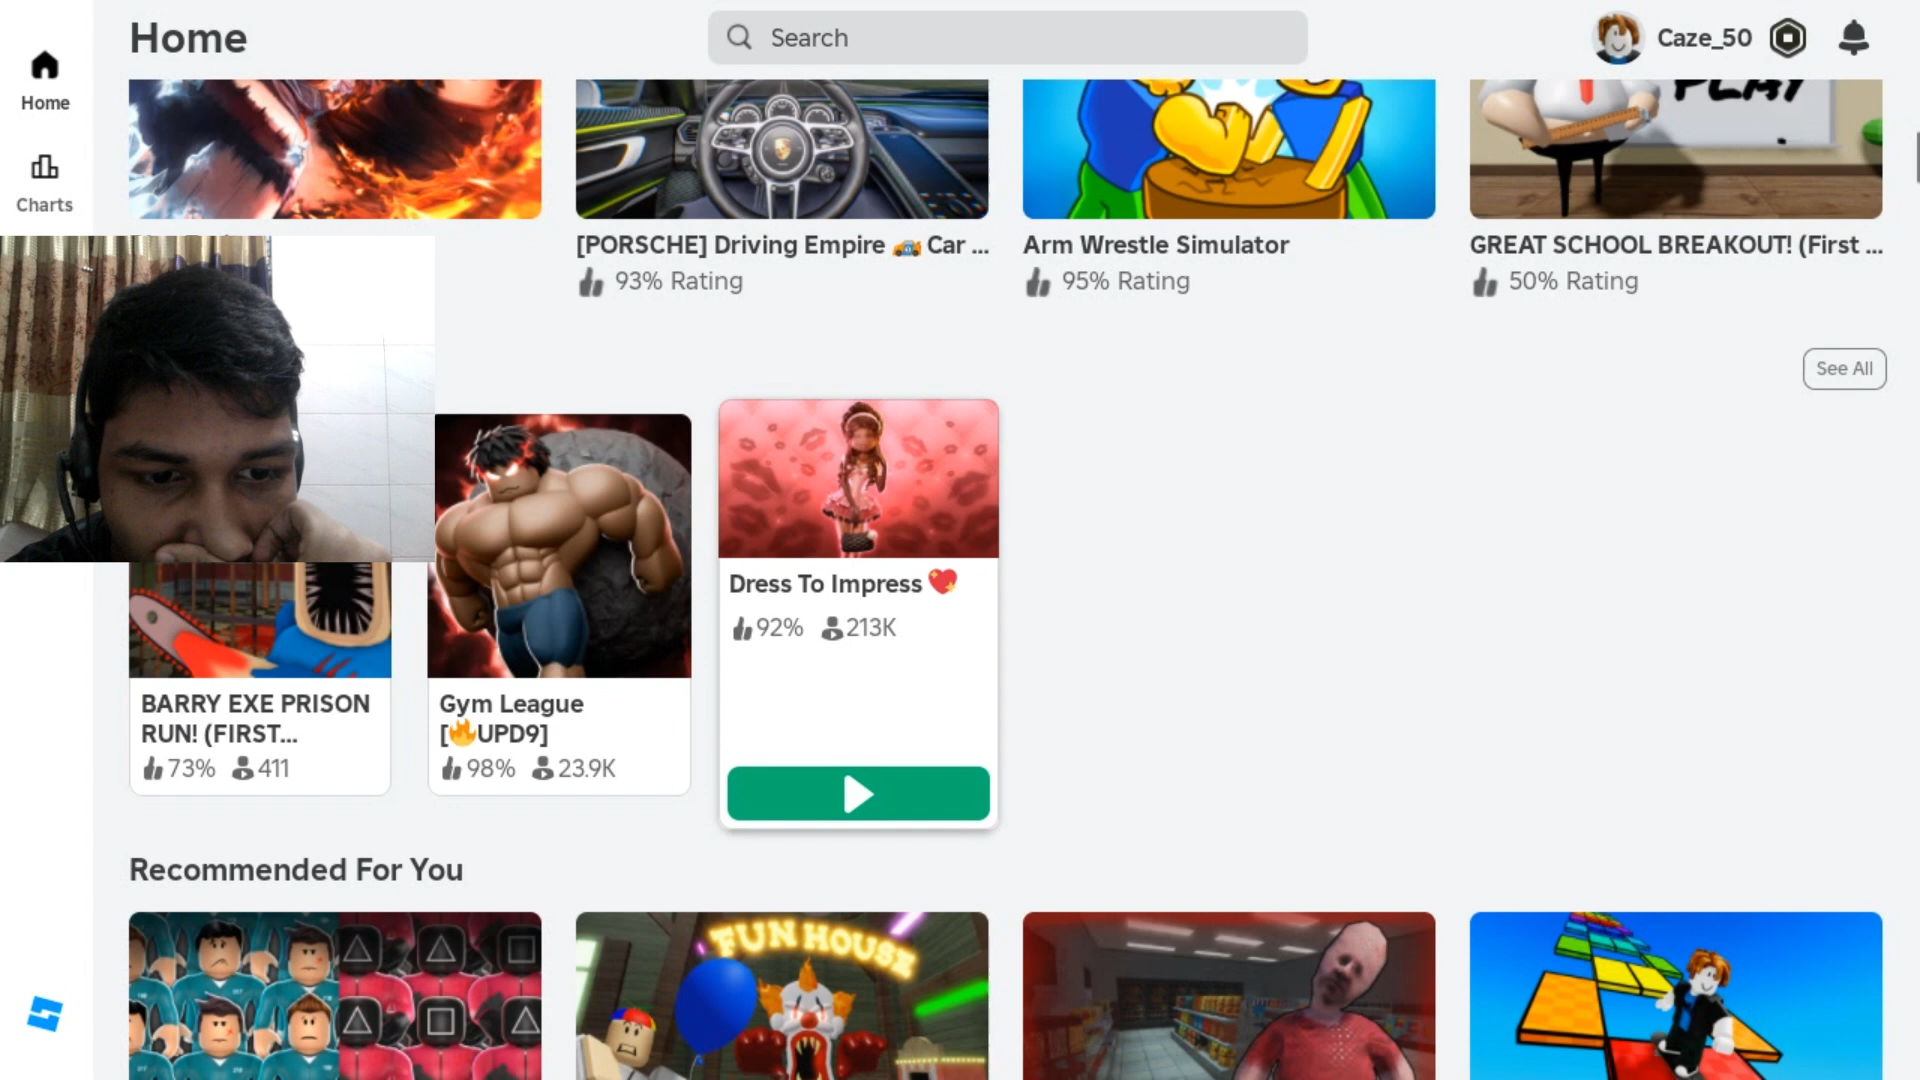 Home
Search
Caze_50
Home
Charts
PLAY
[PORSCHE] Driving Empire 🚗 Car ...
Arm Wrestle Simulator
GREAT SCHOOL BREAKOUT! (First ...
93% Rating
95% Rating
50% Rating
See All
Dress To Impress 💖
92% 213K
BARRY EXE PRISON
RUN! (FIRST...
73% 411
Gym League
[🔥UPD9]
98% 23.9K
Recommended For You
FUN HOUSE